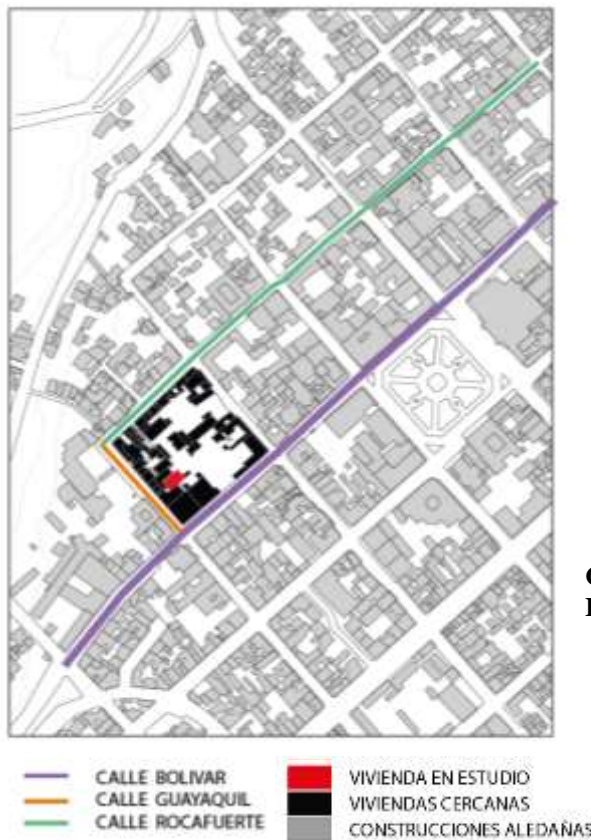 CALLE BOLIVAR
CALLE GUAYAQUIL
CALLE ROCAFUERTE
VIVIENDA EN ESTUDIO
VIVIENDAS CERCANAS
CONSTRUCCIONES ALEDAÑAS